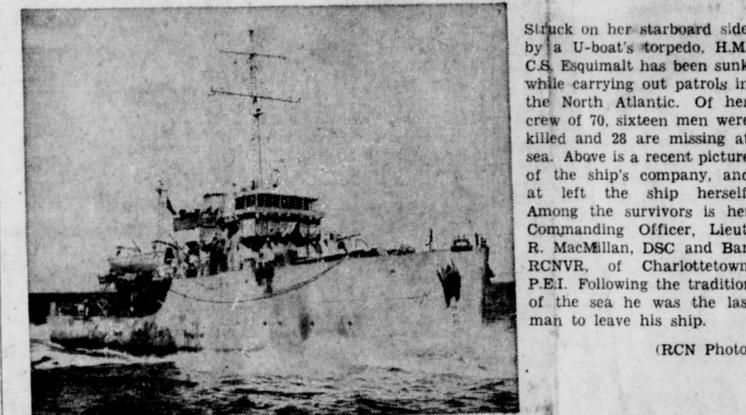 Struck on her starboard side
by a U-boat's torpedo, H.M.
C.S. Esquimalt has been sunk
while carrying out patrols in
the North Atlantic. Of her
crew of 70, sixteen men were
killed and 28 are missing at
sea. Above is a recent picture
of the ship's company, and
at left the ship herself
Among the survivors is her
Commanding Officer, Lieut
R. MacMillan, DSC and Bar
RCNVR, of Charlottetown
P.E.I. Following the tradition
of the sea he was the las
man to leave his ship.
(RCN Photo